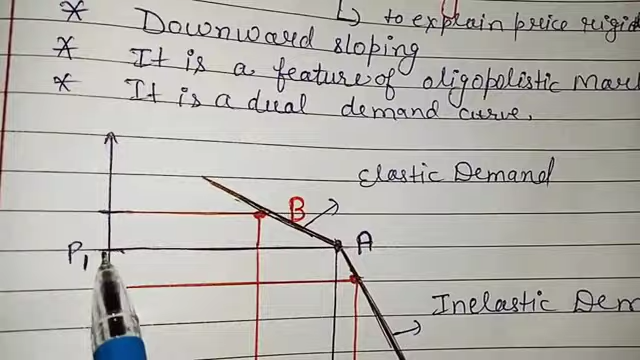 ↳ to explain price rigid
* Downward sloping
* It is a feature of oligopolistic Mark
* It is a dual demand curve.
Elastic Demand
B
A
P1
Inelastic Dem